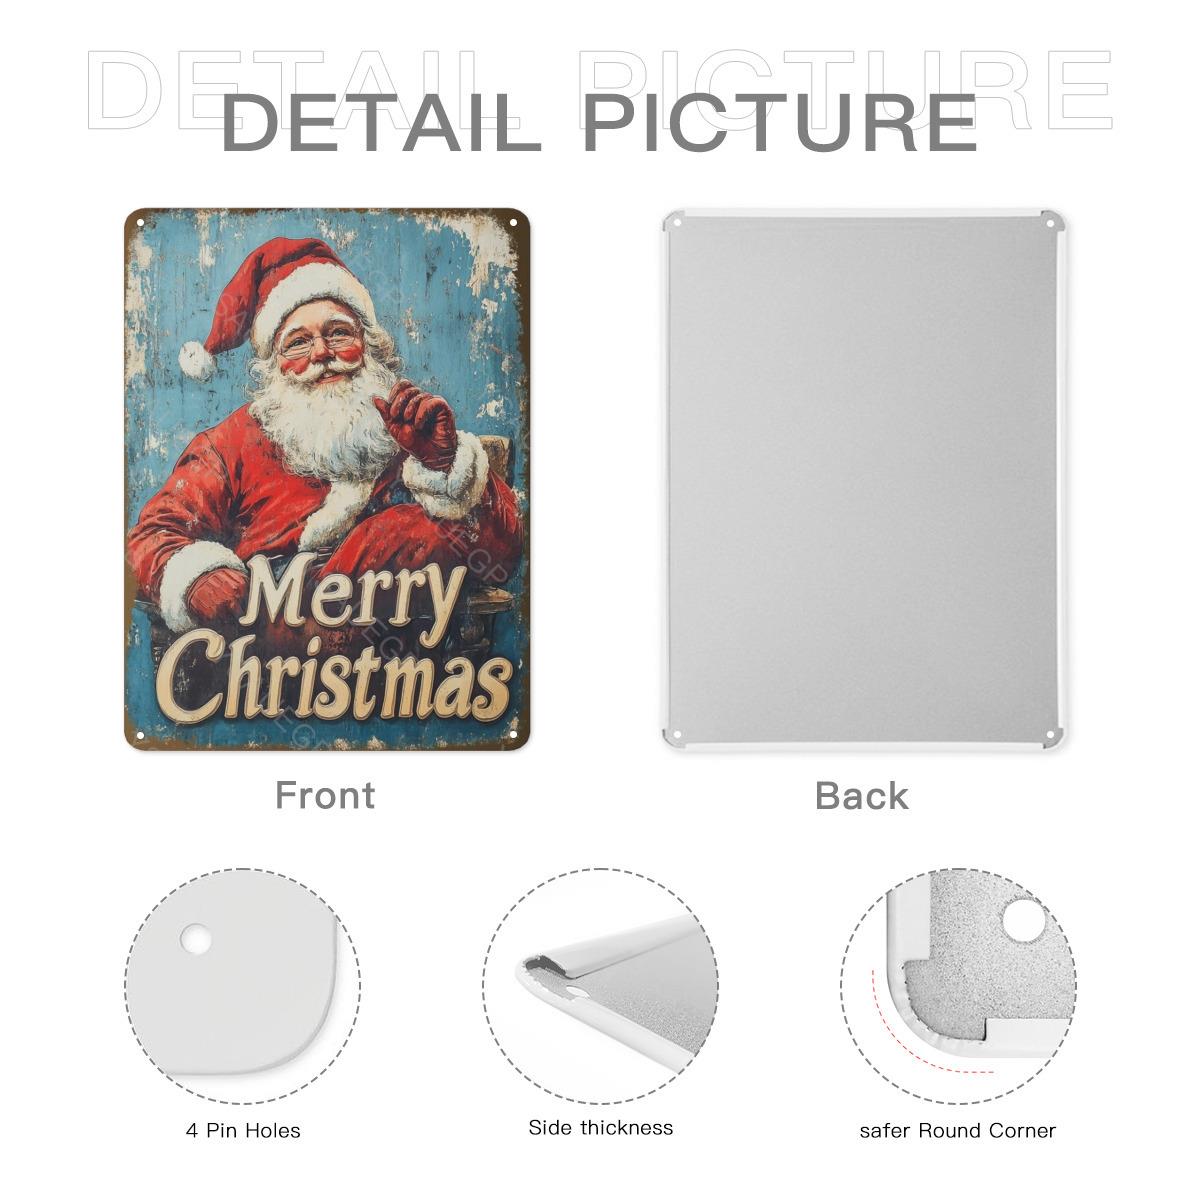 DETAIL PICTURE
DETAIL PICTURE
Merry
Christmas
Front
Back
4 Pin Holes
Side thickness
safer Round Corner